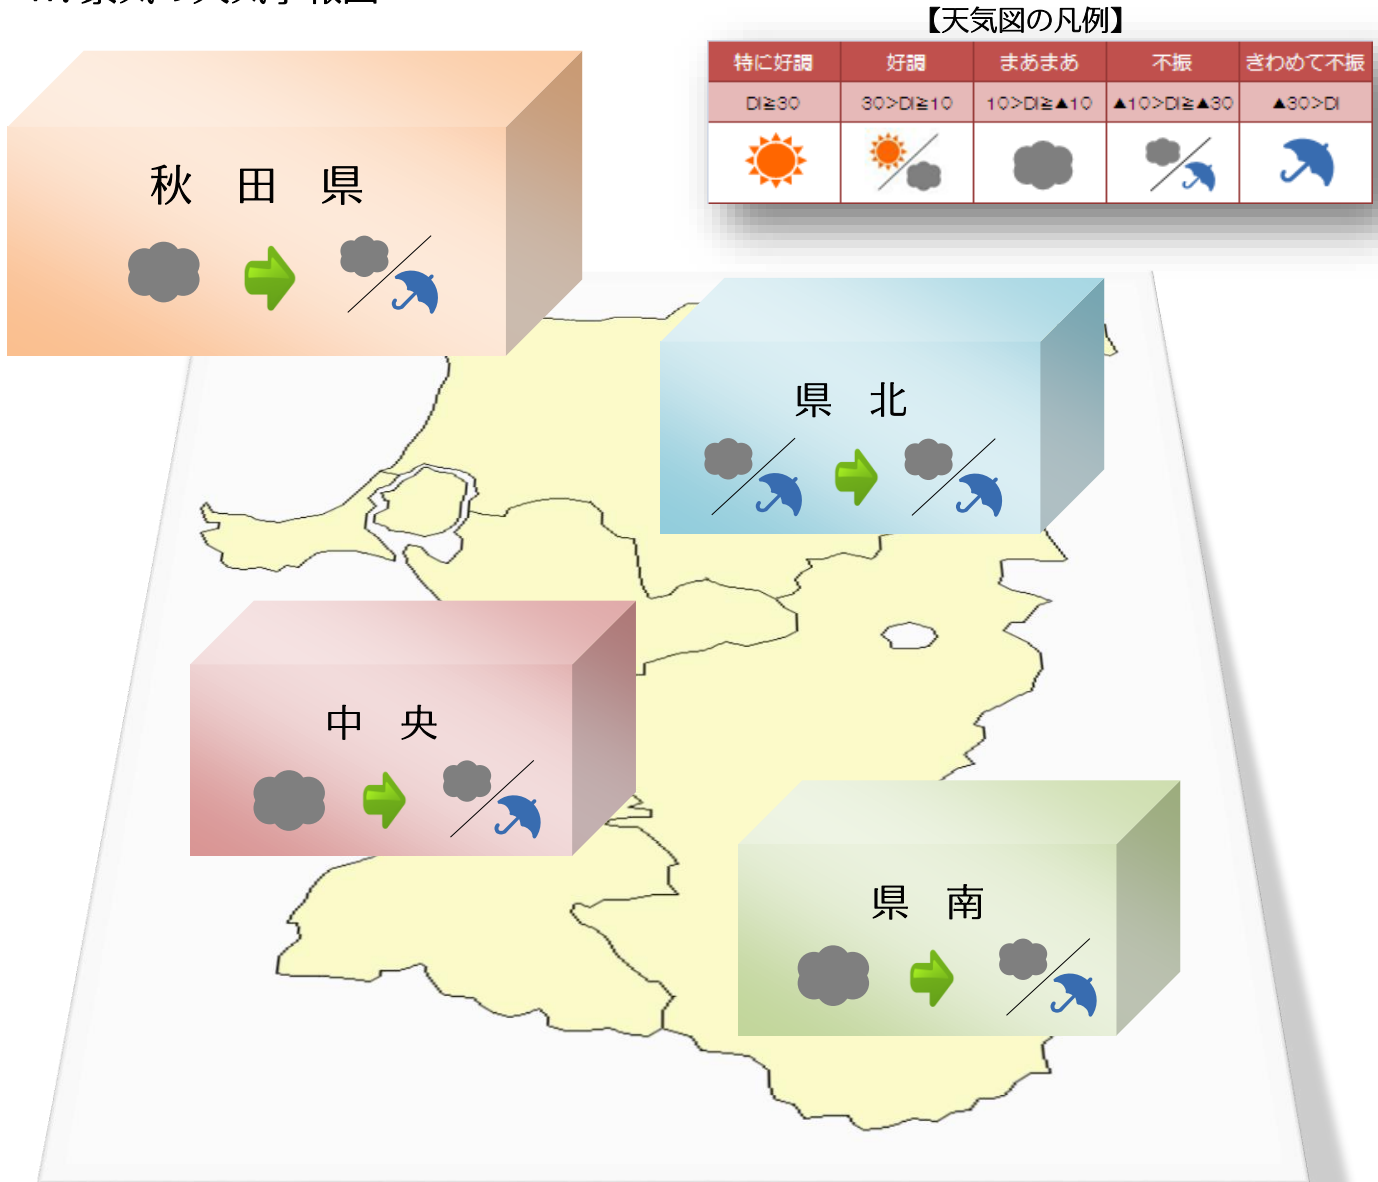 【天気図の凡例】
特に好調 好調 まあまあ 不振 きわめて不振
DI≧30 30>DI≧10 10>DI≧▲10 ▲10>DI≧▲30 ▲30>DI
秋 田 県
県 北
中 央
県 南